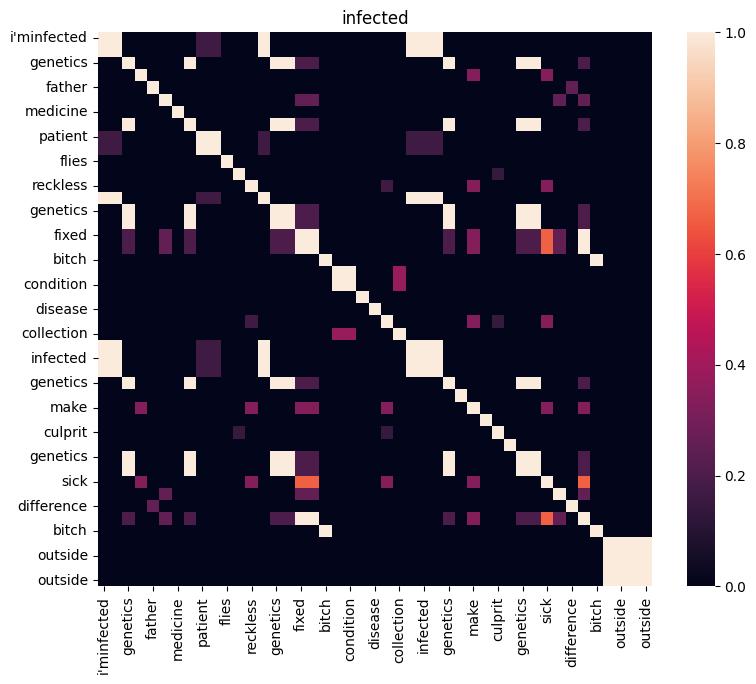 infected
i'minfected
genetics
father
medicine
patient
flies
reckless
genetics
fixed
bitch
condition
disease
collection
infected
genetics
make
culprit
genetics
sick
difference
bitch
outside
outside
i'minfected
genetics
father
medicine
patient
flies
reckless
genetics
fixed
bitch
condition
disease
collection
infected
genetics
make
culprit
genetics
sick
difference
bitch
outside
outside
1.0
0.8
0.6
0.4
0.2
0.0